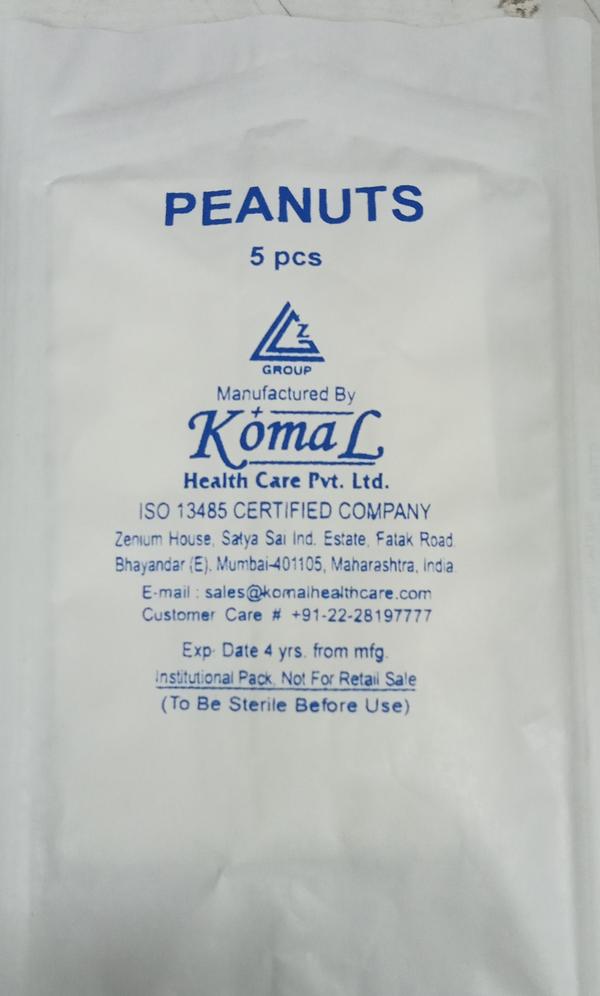 PEANUTS
5 pcs
Z
GROUP
Manufactured By
Komal
Health Care Pvt. Ltd.
ISO 13485 CERTIFIED COMPANY
Zenium House, Satya Sai Ind. Estate, Fatak Road.
Bhayandar (E), Mumbai-401105, Maharashtra, India.
E-mail : sales@komalhealthcare.com
Customer Care # +91-22-28197777
Exp. Date 4 yrs. from mfg.
Institutional Pack, Not For Retail Sale
(To Be Sterile Before Use)